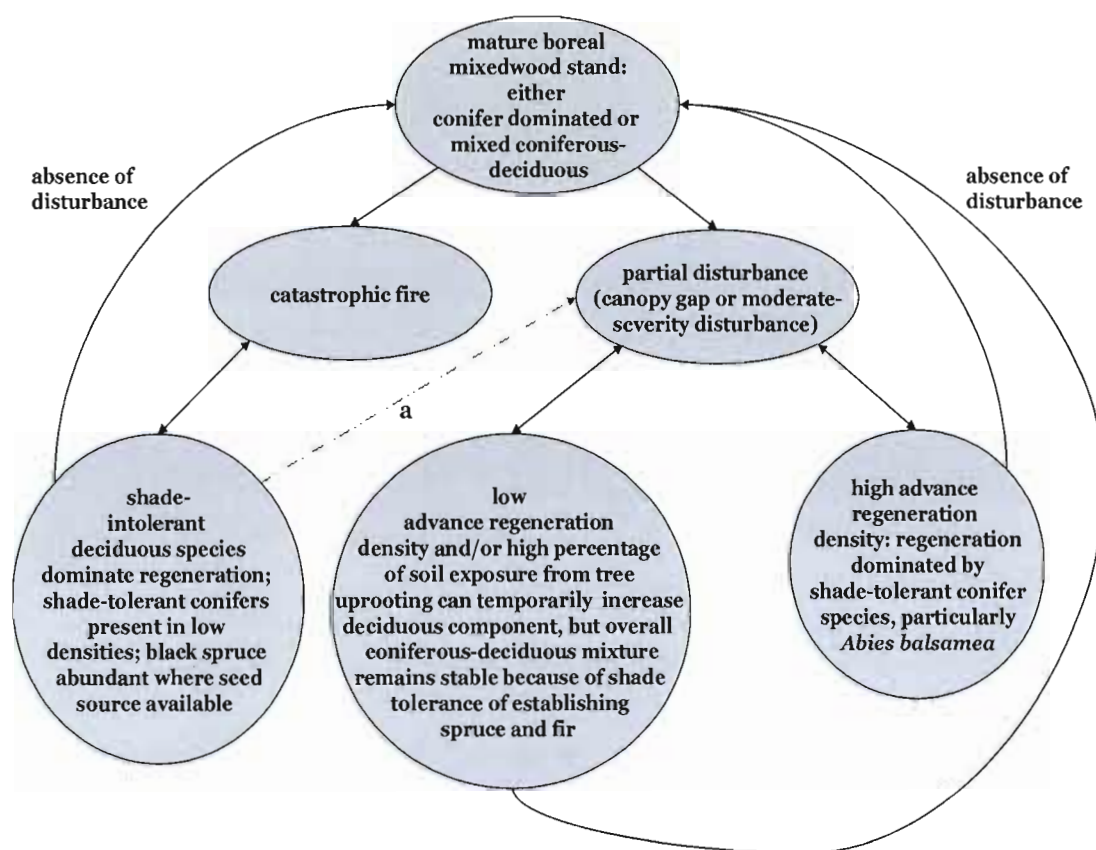 mature boreal
mixedwood stand:
either
conifer dominated or
mixed coniferous-
deciduous
absence of
disturbance
absence of
disturbance
catastrophic fire
partial disturbance
(canopy gap or moderate-
severity disturbance)
a
shade-
intolerant
deciduous species
dominate regeneration;
shade-tolerant conifers
present in low
densities; black spruce
abundant where seed
source available
low
advance regeneration
density and/or high percentage
of soil exposure from tree
uprooting can temporarily increase
deciduous component, but overall
coniferous-deciduous mixture
remains stable because of shade
tolerance of establishing
spruce and fir
high advance
regeneration
density: regeneration
dominated by
shade-tolerant conifer
species, particularly
Abies balsamea